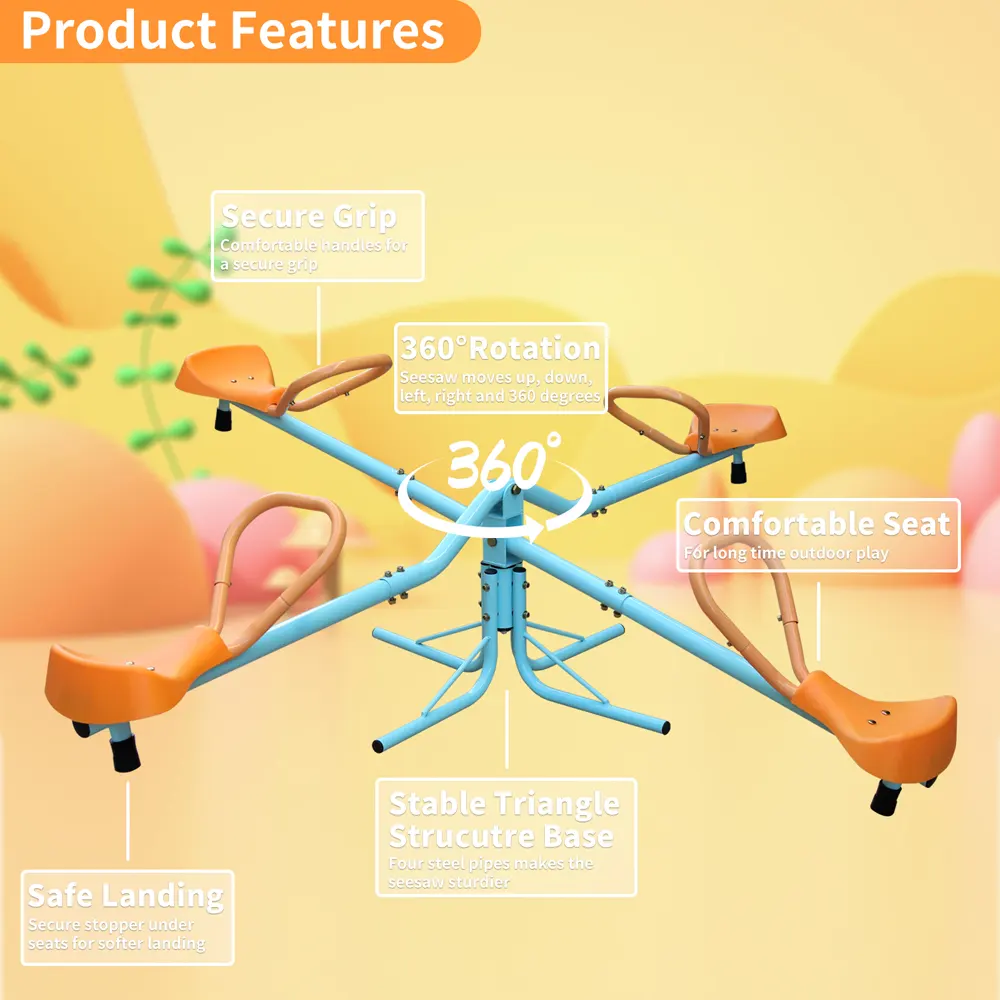 Product Features
Secure Grip
Comfortable handles for
a secure grip
360°Rotation
Seesaw moves up, down,
left, right and 360 degrees
360°
Comfortable Seat
For long time outdoor play
Stable Triangle
Strucutre Base
Four steel pipes makes the
seesaw sturdier
Safe Landing
Secure stopper under
seats for softer landing